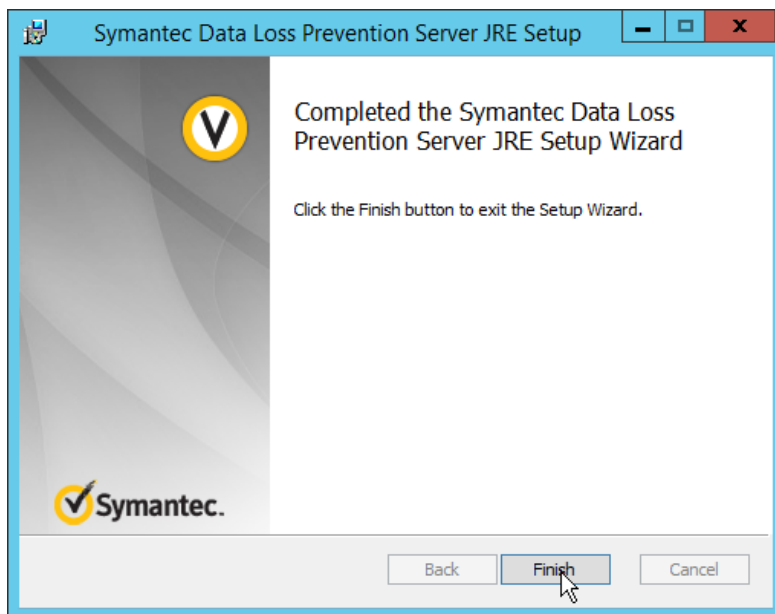 Symantec Data Loss Prevention Server JRE Setup
Completed the Symantec Data Loss
Prevention Server JRE Setup Wizard
Click the Finish button to exit the Setup Wizard.
Symantec.
Back
Finish
Cancel